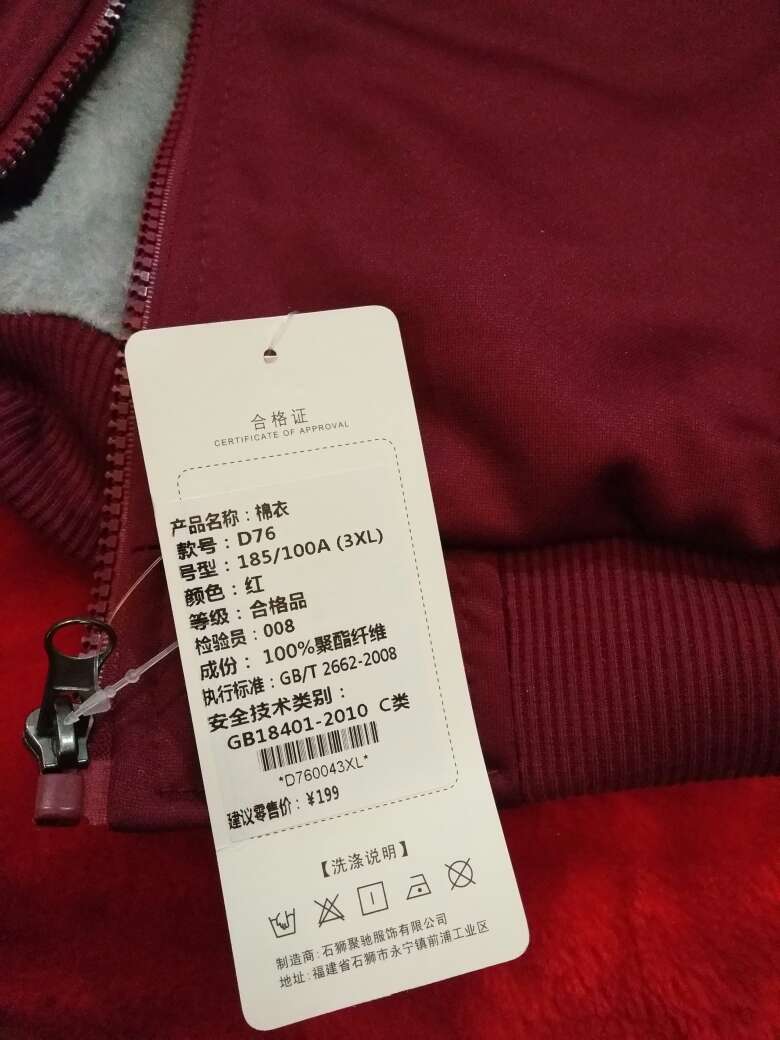 合格证
CERTIFICATE OF APPROVAL
产品名称：棉衣
款号：D76
号型：185/100A (3XL)
颜色：红
等级：合格品
检验员：008
成份：100%聚酯纤维
执行标准：GB/T 2662-2008
安全技术类别：
GB18401-2010 C类
*D760043XL*
建议零售价：¥199
【洗涤说明】
制造商：石狮聚驰服饰有限公司
地址：福建省石狮市永宁镇前浦工业区